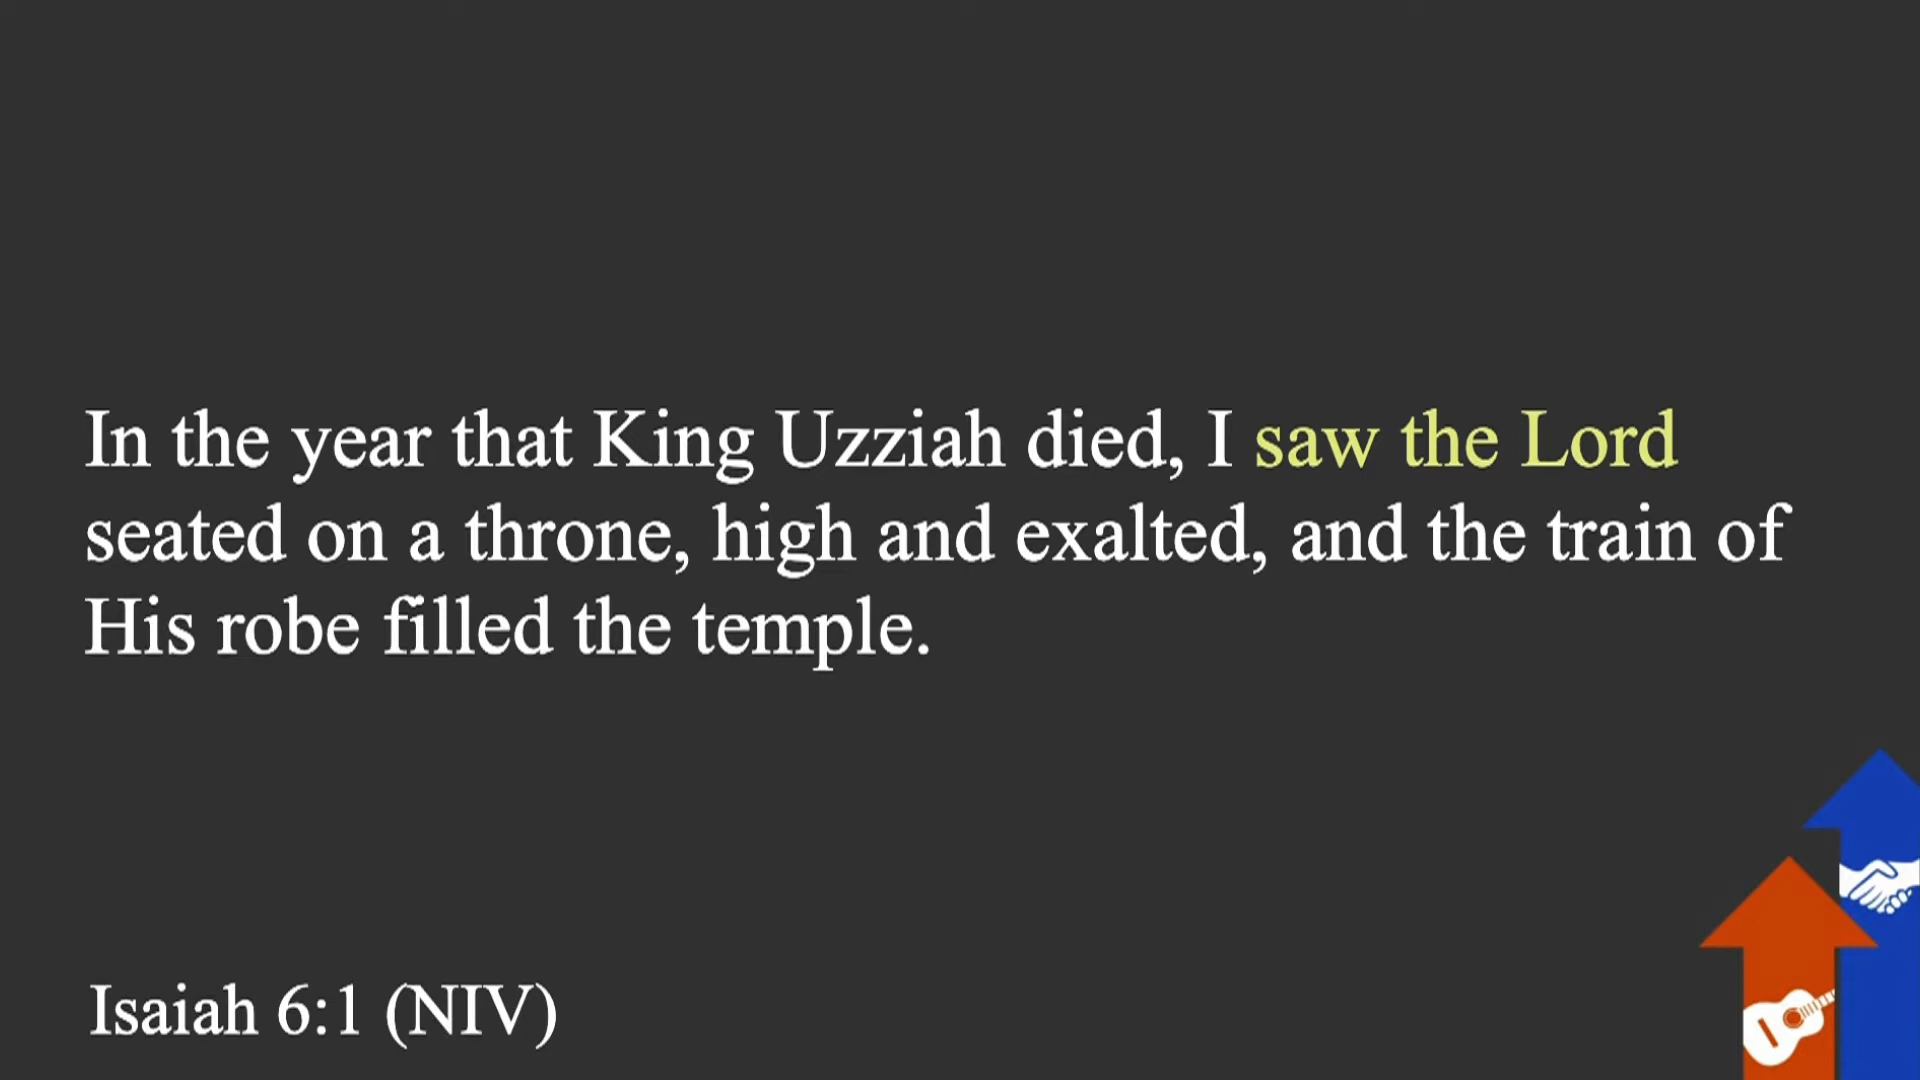 In the year that King Uzziah died, I saw the Lord
seated on a throne, high and exalted, and the train of
His robe filled the temple.
Isaiah 6:1 (NIV)